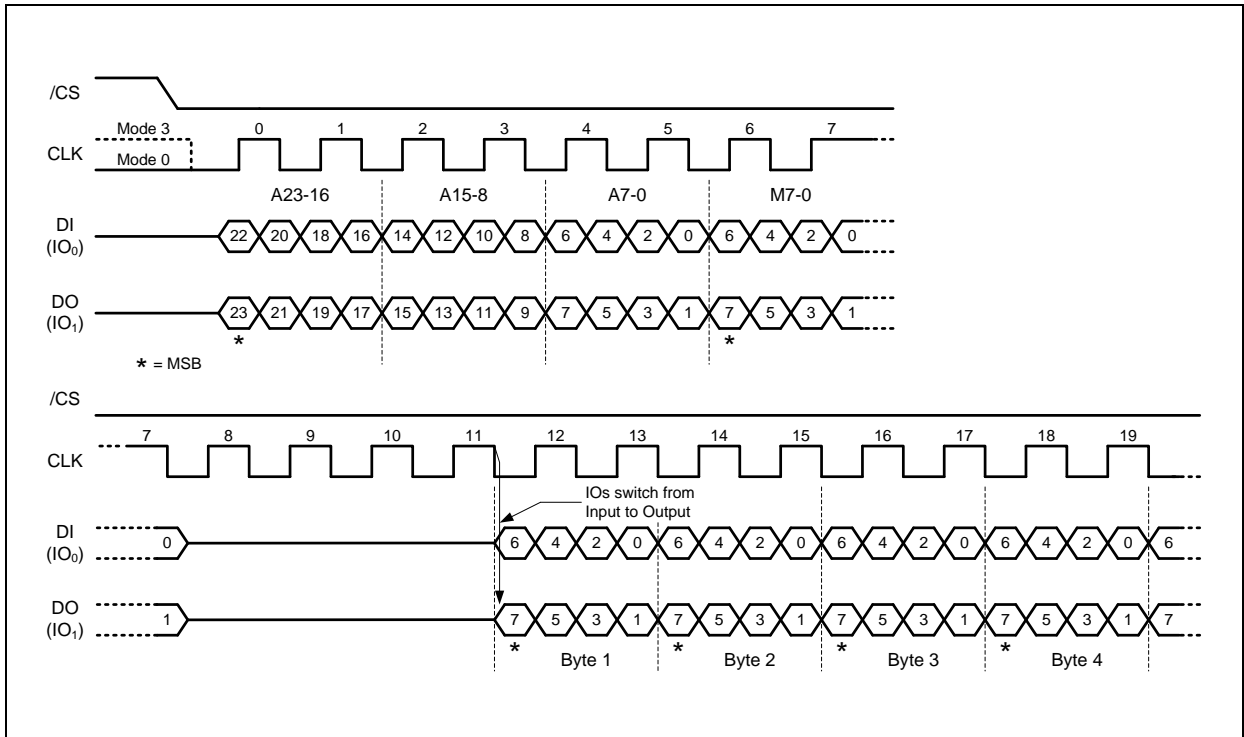 /CS
Mode 3
0 1 2 3 4 5 6 7
CLK
Mode 0
A23-16 A15-8 A7-0 M7-0
DI
(IO₀)
22 20 18 16 14 12 10 8 6 4 2 0 6 4 2 0
DO
(IO₁)
23 21 19 17 15 13 11 9 7 5 3 1 7 5 3 1
* *
* = MSB
/CS
7 8 9 10 11 12 13 14 15 16 17 18 19
CLK
IOs switch from
Input to Output
DI
(IO₀)
0 6 4 2 0 6 4 2 0 6 4 2 0 6 4 2 0 6
DO
(IO₁)
1 7 5 3 1 7 5 3 1 7 5 3 1 7 5 3 1 7
* Byte 1 * Byte 2 * Byte 3 * Byte 4